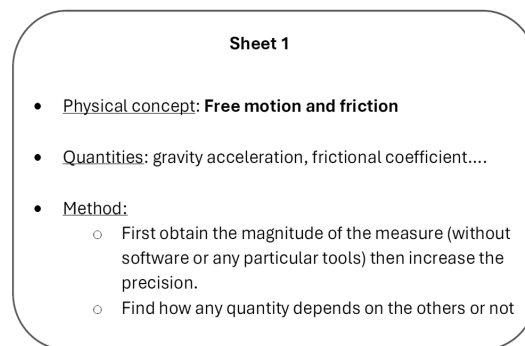 Sheet 1
• Physical concept: Free motion and friction
• Quantities: gravity acceleration, frictional coefficient....
• Method:
○ First obtain the magnitude of the measure (without
software or any particular tools) then increase the
precision.
○ Find how any quantity depends on the others or not